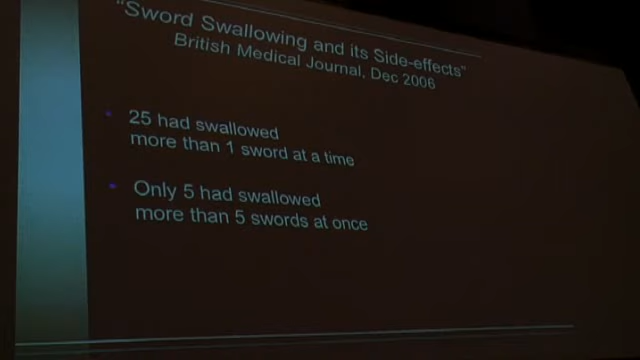 "Sword Swallowing and its Side-effects"
British Medical Journal, Dec 2006
25 had swallowed
more than 1 sword at a time
Only 5 had swallowed
more than 5 swords at once